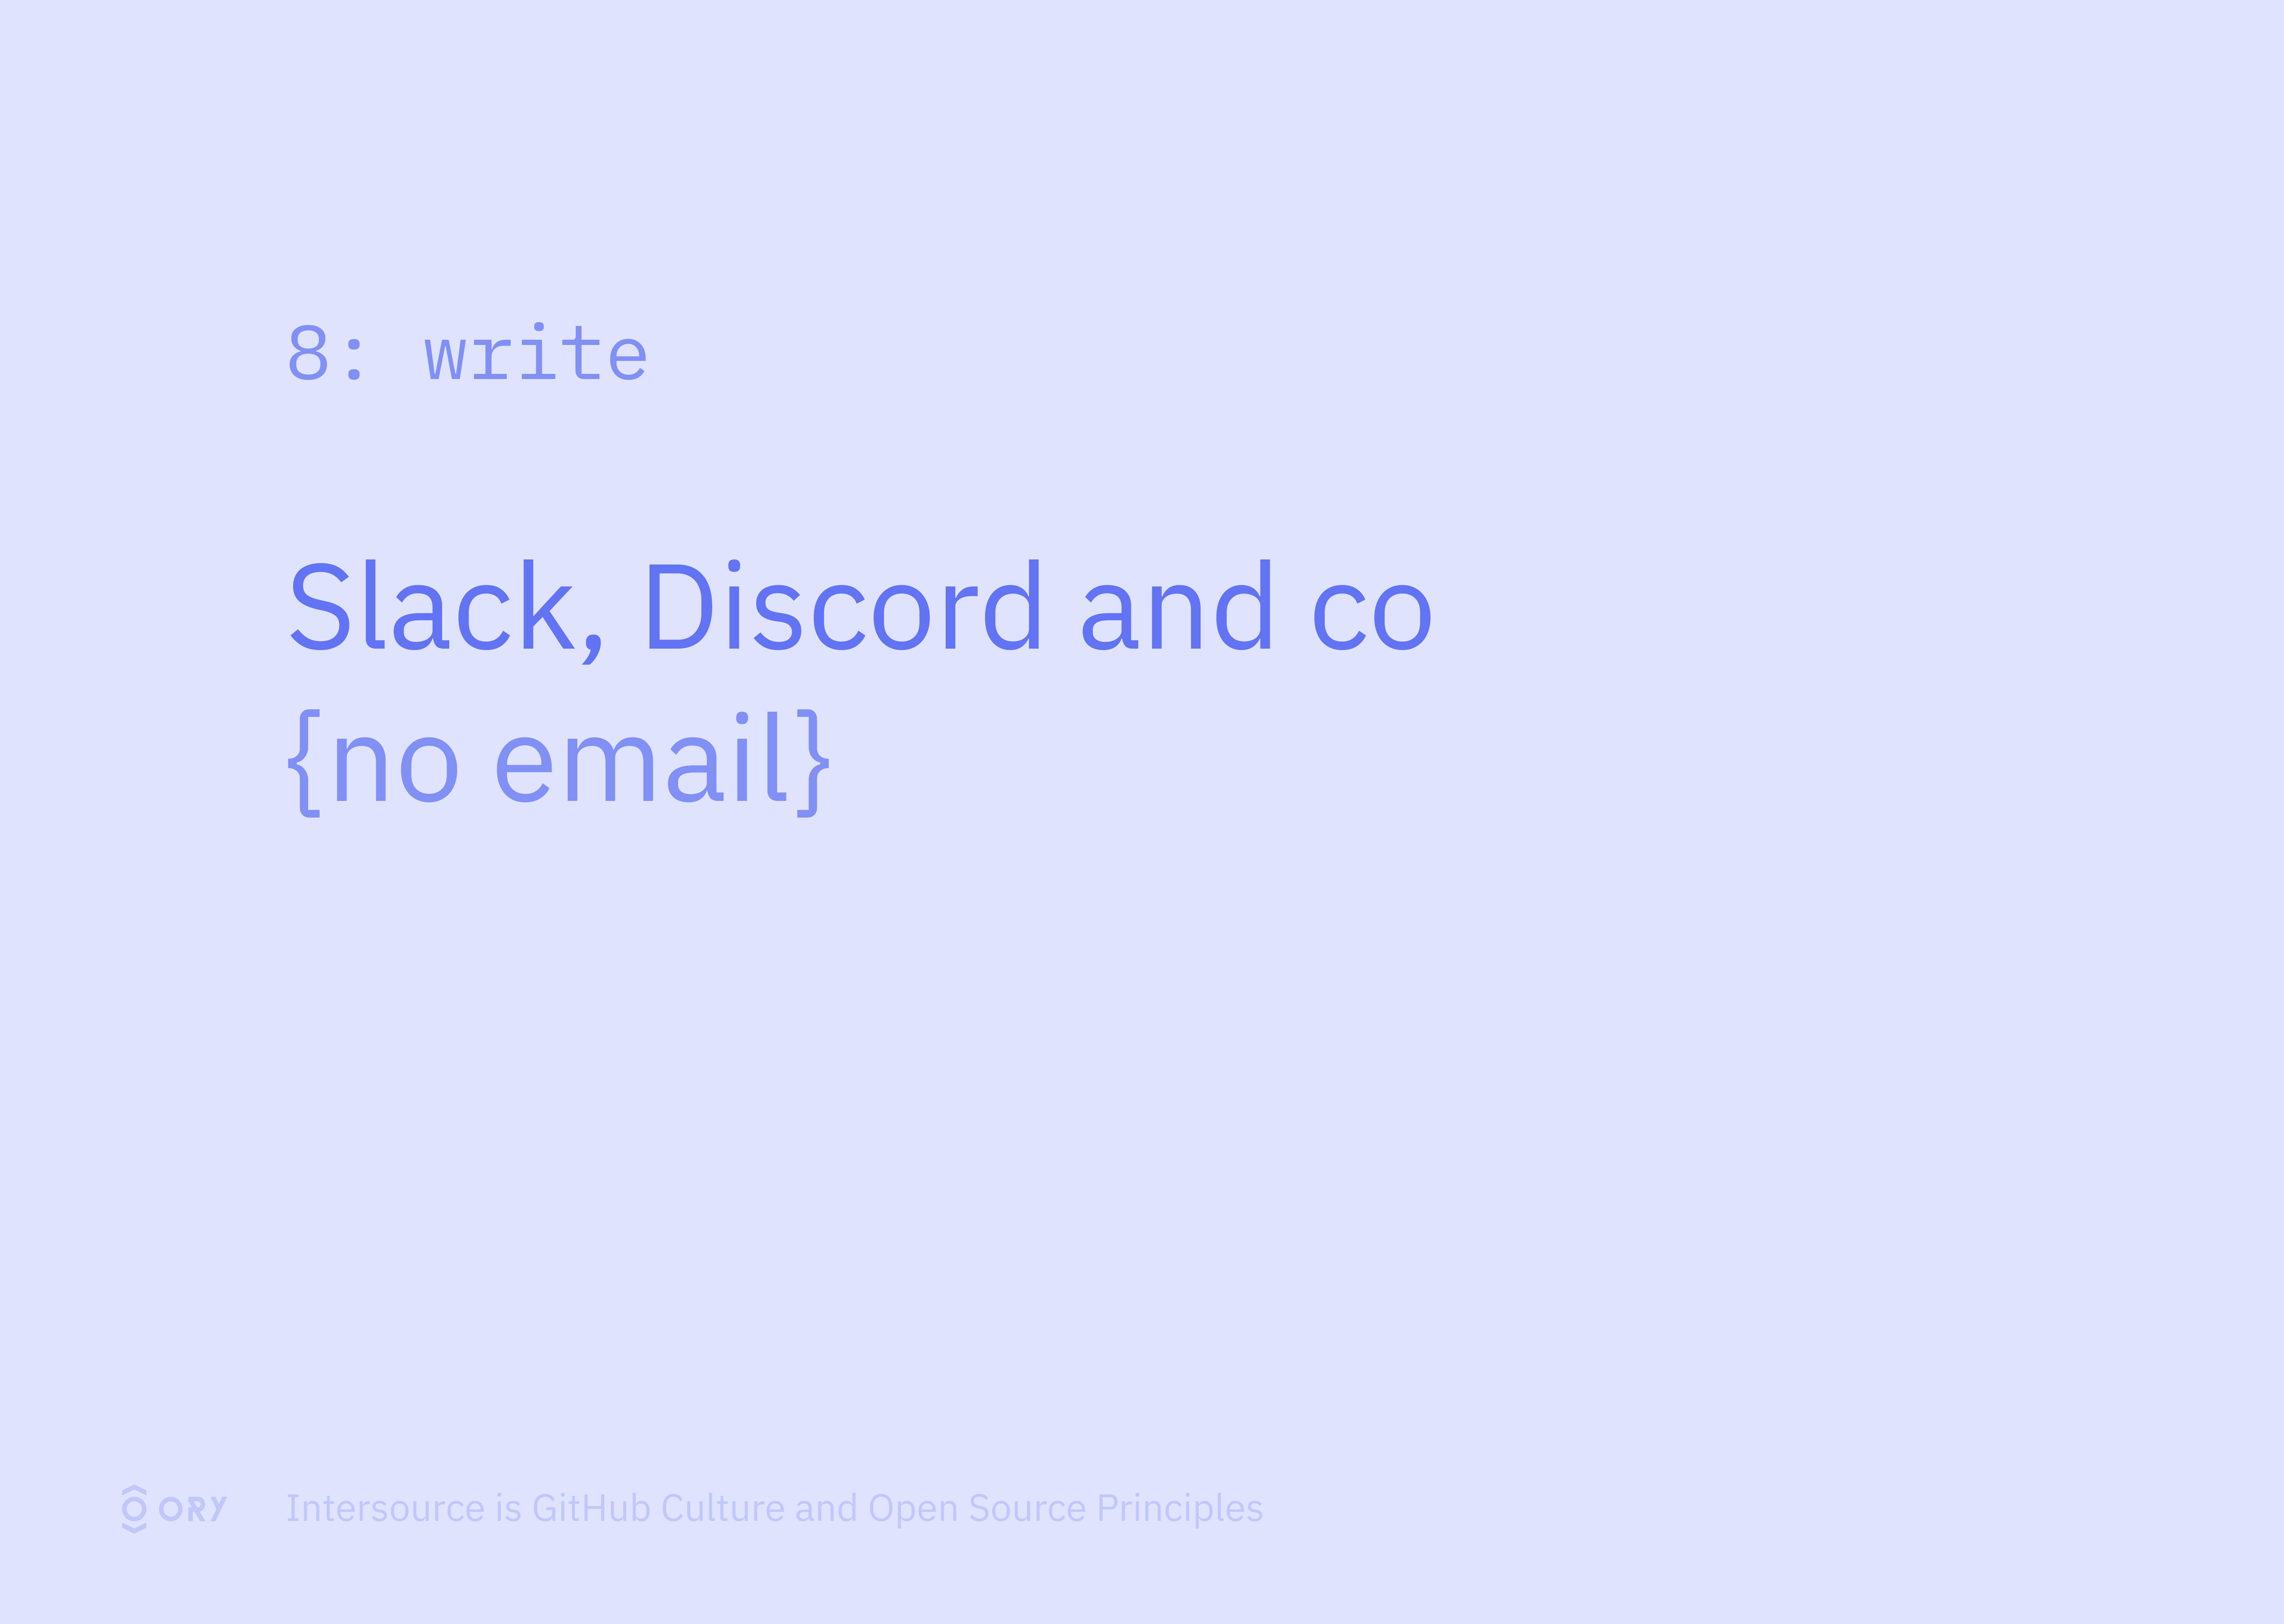 8: write
Slack, Discord and co
{no email}
ORY
Intersource is GitHub Culture and Open Source Principles